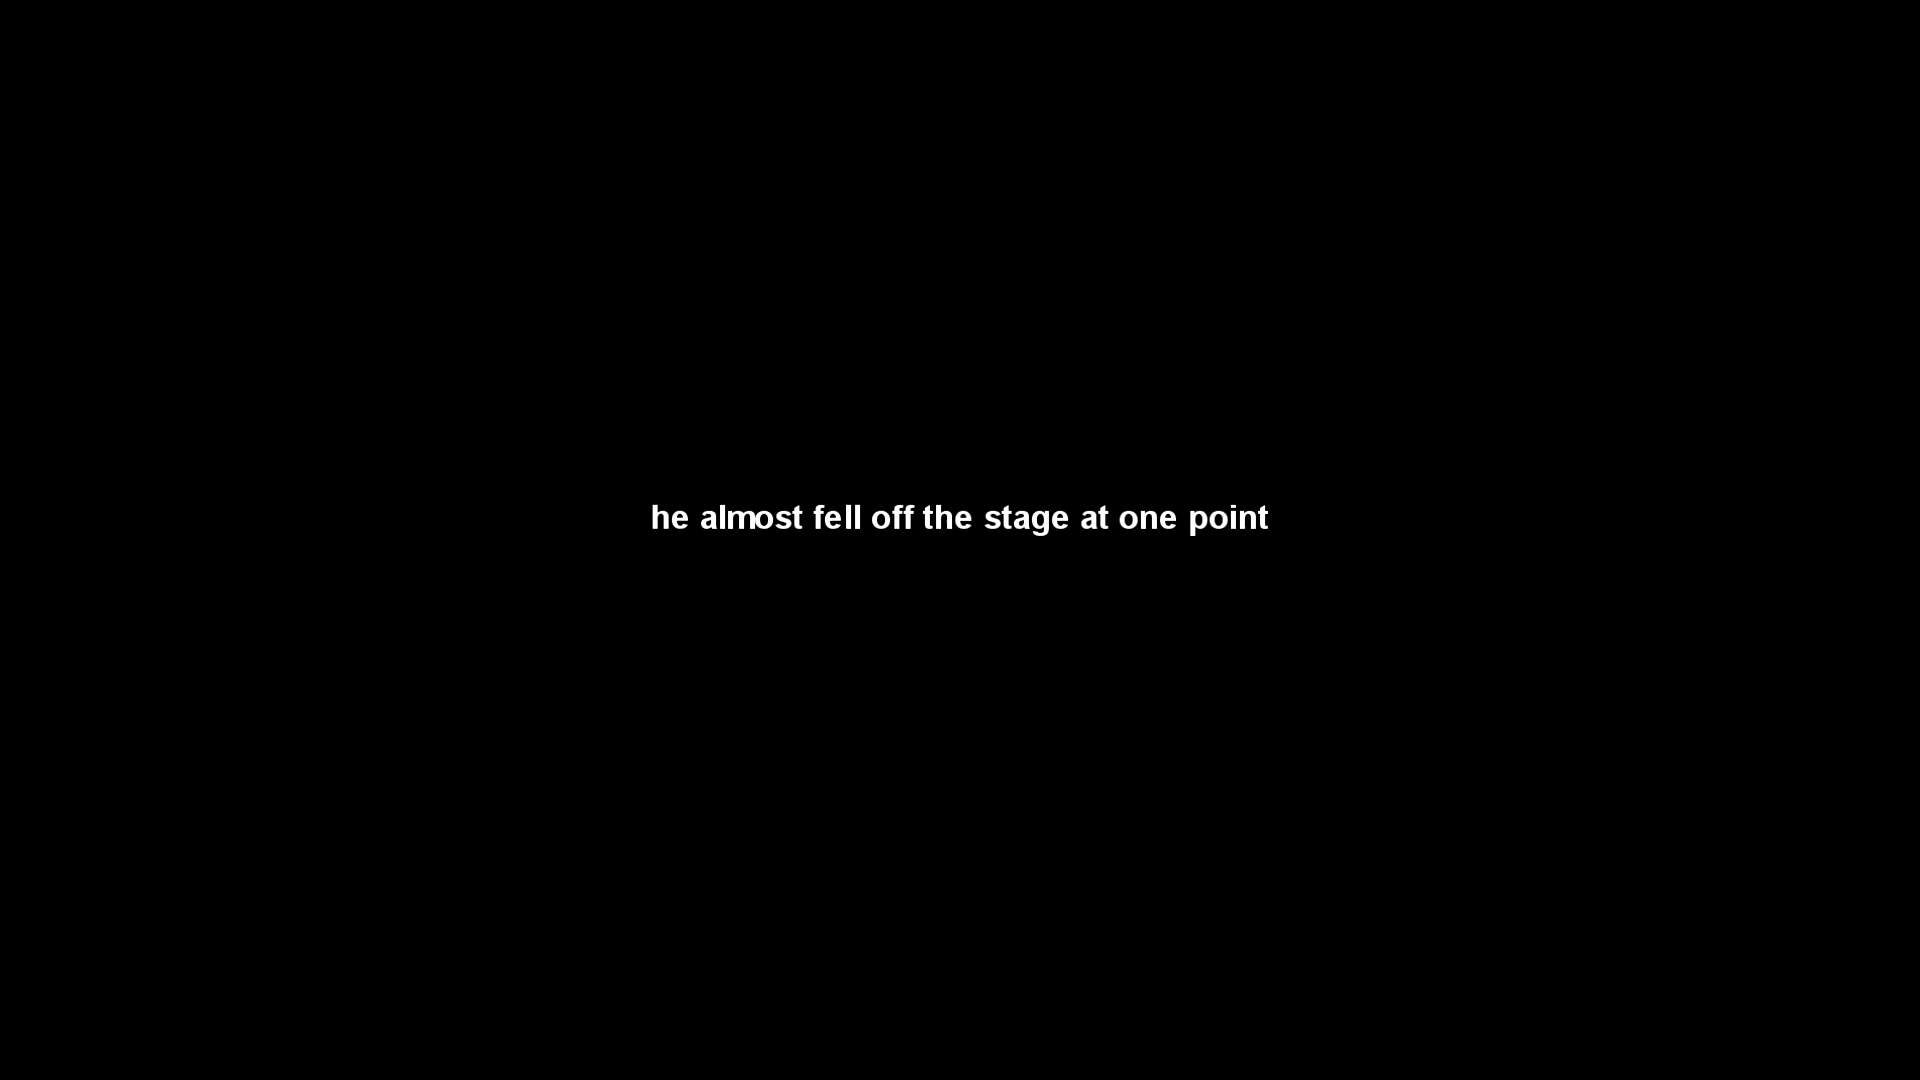 he almost fell off the stage at one point